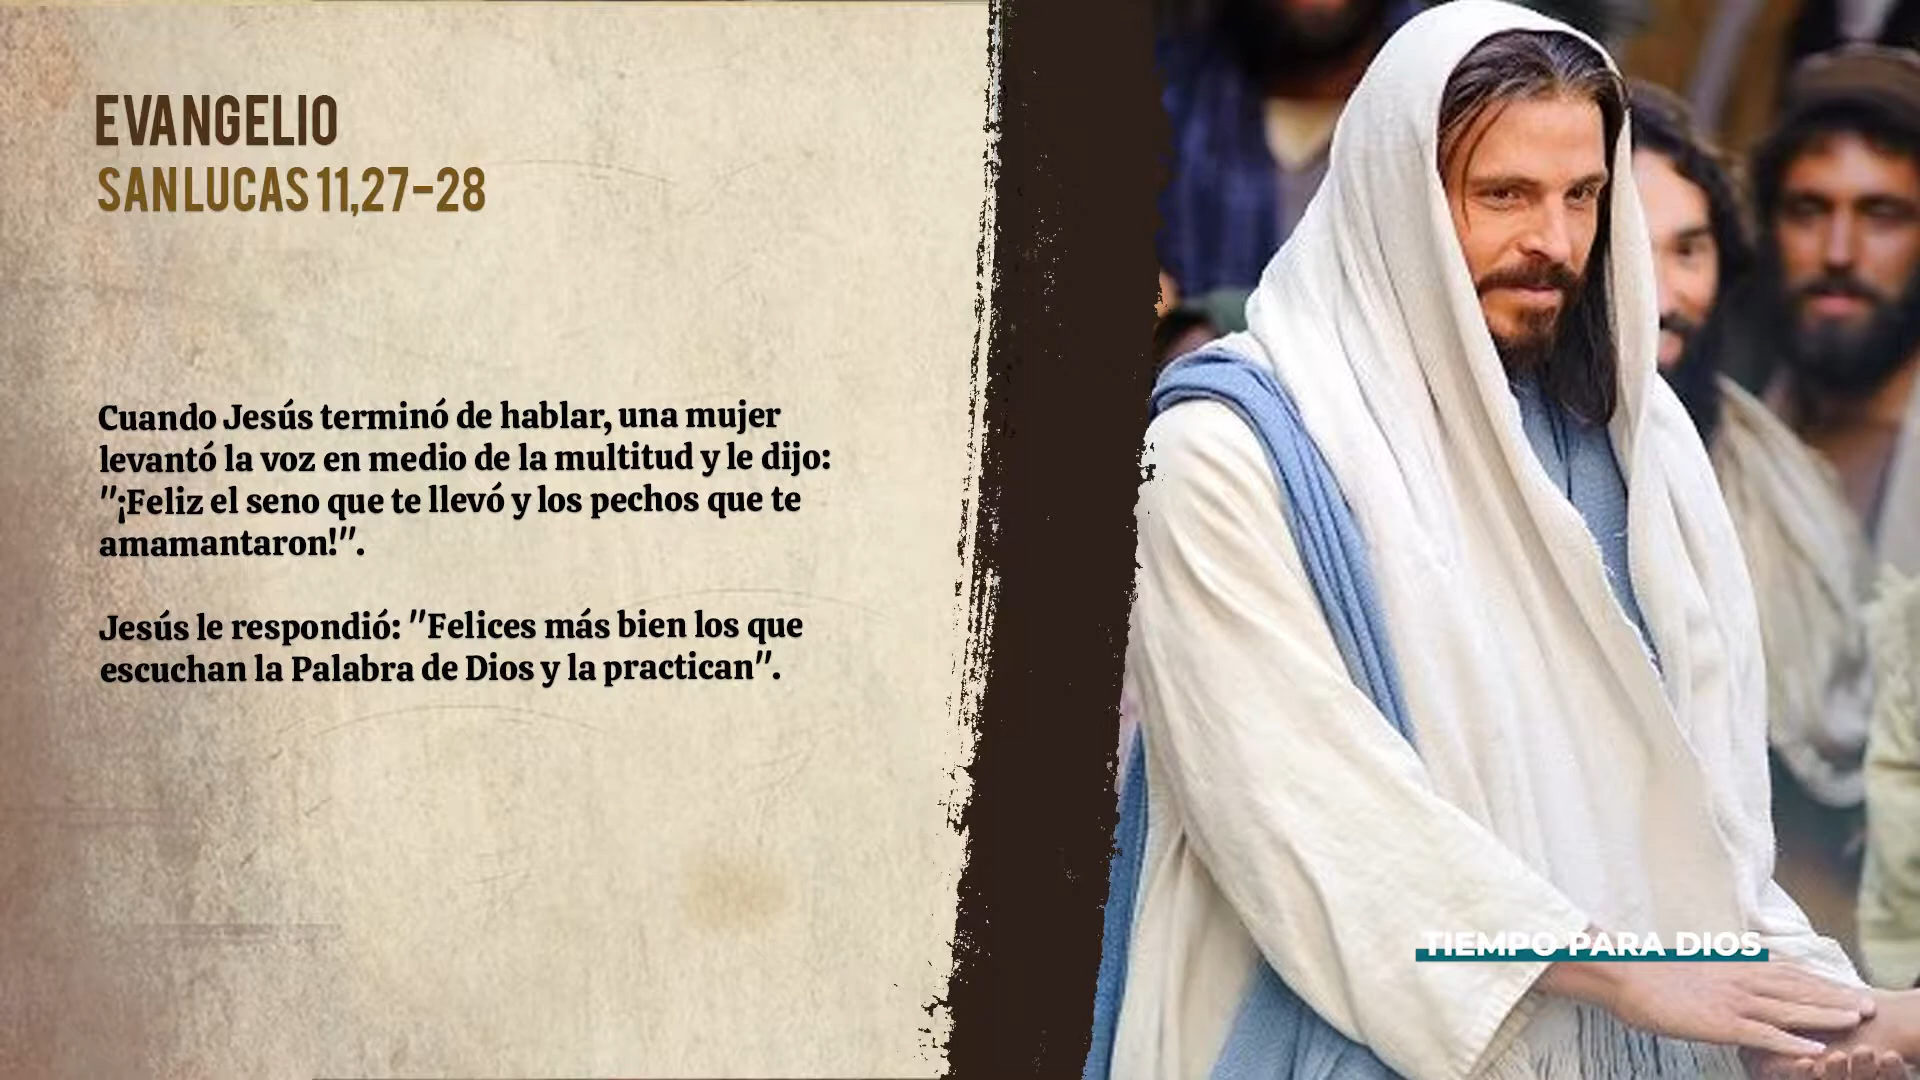 EVANGELIO
SAN LUCAS 11,27-28
Cuando Jesús terminó de hablar, una mujer
levantó la voz en medio de la multitud y le dijo:
"¡Feliz el seno que te llevó y los pechos que te
amamantaron!".
Jesús le respondió: "Felices más bien los que
escuchan la Palabra de Dios y la practican".
TIEMPO PARA DIOS